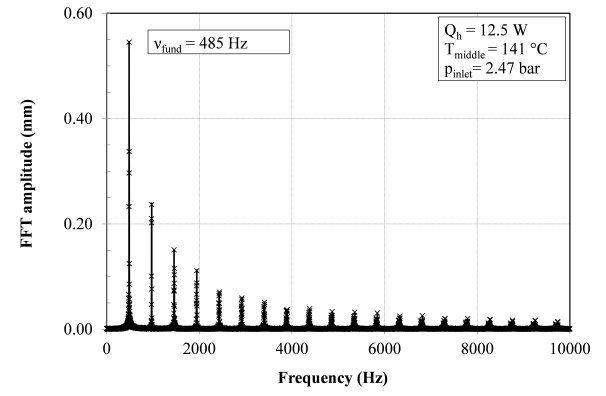 0.60
ν_fund = 485 Hz
Q_h = 12.5 W
T_middle = 141 °C
p_inlet = 2.47 bar
0.40
FFT amplitude (mm)
0.20
0.00
0 2000 4000 6000 8000 10000
Frequency (Hz)